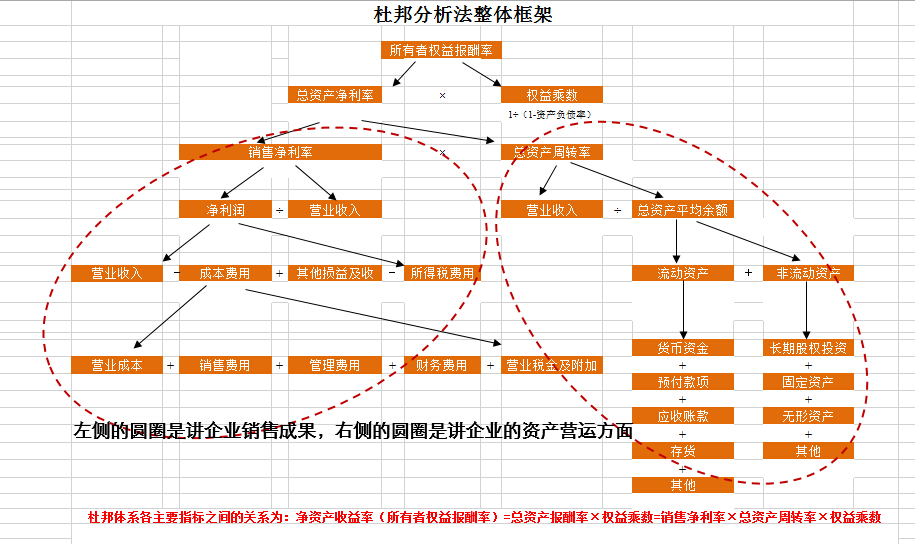 杜邦分析法整体框架
所有者权益报酬率
总资产净利率 × 权益乘数
1÷（1-资产负债率）
销售净利率 × 总资产周转率
净利润 ÷ 营业收入 营业收入 ÷ 总资产平均余额
营业收入 − 成本费用 + 其他损益及收 − 所得税费用 流动资产 + 非流动资产
货币资金 长期股权投资
+ +
营业成本 + 销售费用 + 管理费用 + 财务费用 + 营业税金及附加
预付款项 固定资产
+ +
应收账款 无形资产
左侧的圆圈是讲企业销售成果，右侧的圆圈是讲企业的资产营运方面
+ +
存货 其他
+
其他
杜邦体系各主要指标之间的关系为：净资产收益率（所有者权益报酬率）=总资产报酬率×权益乘数=销售净利率×总资产周转率×权益乘数